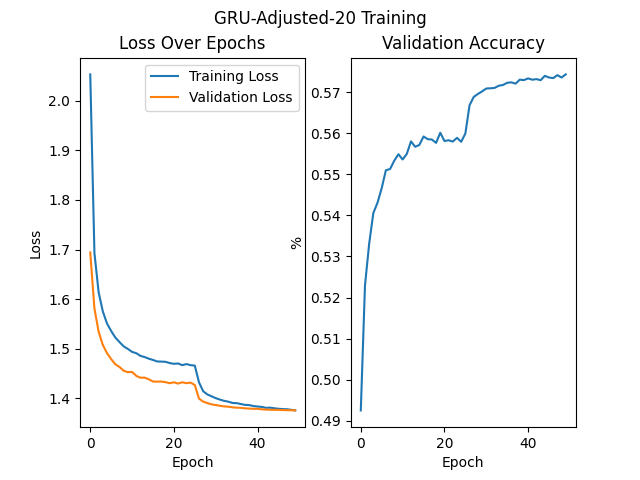 GRU-Adjusted-20 Training
Loss Over Epochs
Training Loss
Validation Loss
Loss
2.0
1.9
1.8
1.7
1.6
1.5
1.4
0
20
40
Epoch
Validation Accuracy
%
0.57
0.56
0.55
0.54
0.53
0.52
0.51
0.50
0.49
0
20
40
Epoch